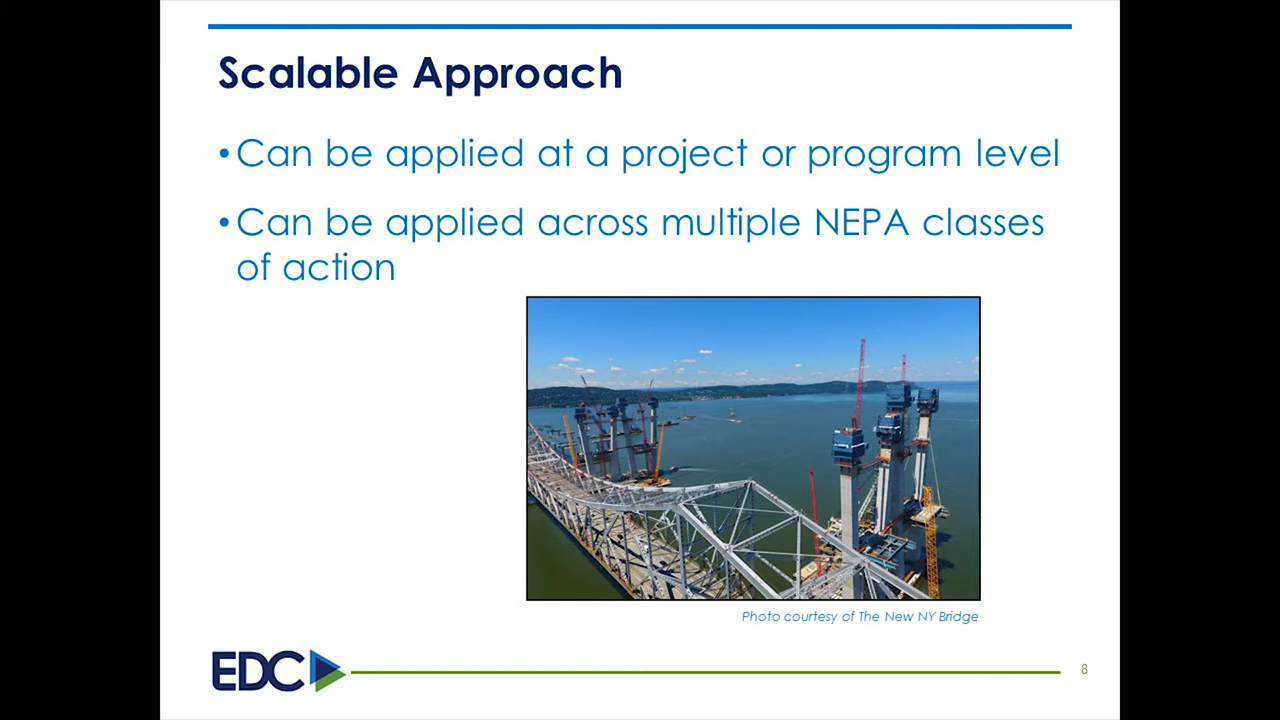 Scalable Approach
• Can be applied at a project or program level
• Can be applied across multiple NEPA classes
of action
Photo courtesy of The New NY Bridge
EDC
8